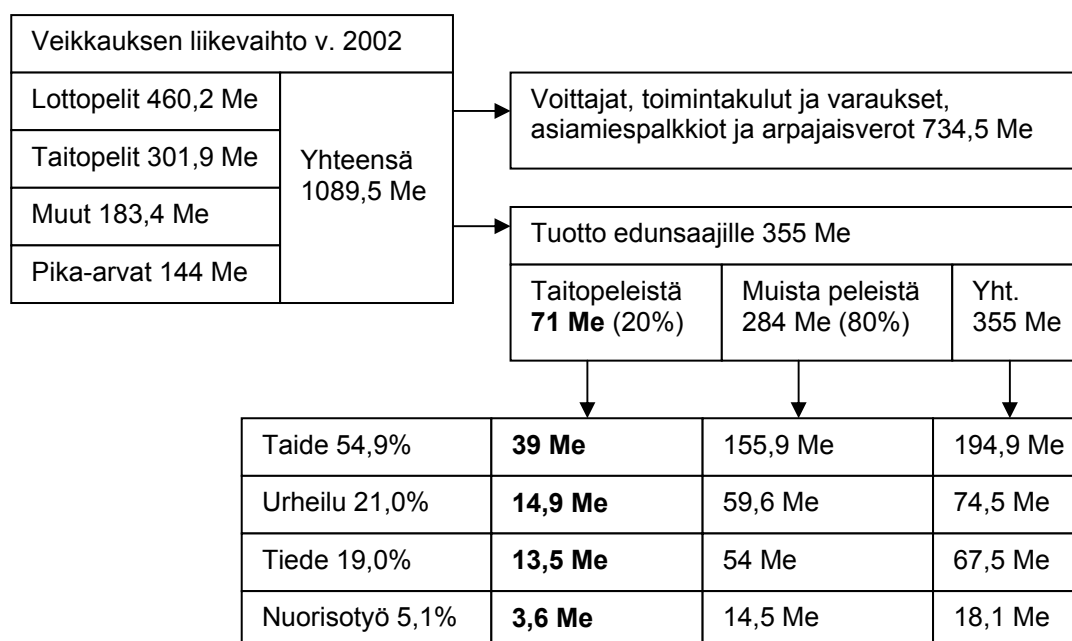 Veikkauksen liikevaihto v. 2002
Lottopelit 460,2 Me
Taitopelit 301,9 Me
Muut 183,4 Me
Pika-arvat 144 Me
Yhteensä
1089,5 Me
Voittajat, toimintakulut ja varaukset,
asiamiespalkkiot ja arpajaisverot 734,5 Me
Tuotto edunsaajille 355 Me
Taitopeleistä
71 Me (20%)
Muista peleistä
284 Me (80%)
Yht.
355 Me
Taide 54,9% 39 Me 155,9 Me 194,9 Me
Urheilu 21,0% 14,9 Me 59,6 Me 74,5 Me
Tiede 19,0% 13,5 Me 54 Me 67,5 Me
Nuorisotyö 5,1% 3,6 Me 14,5 Me 18,1 Me